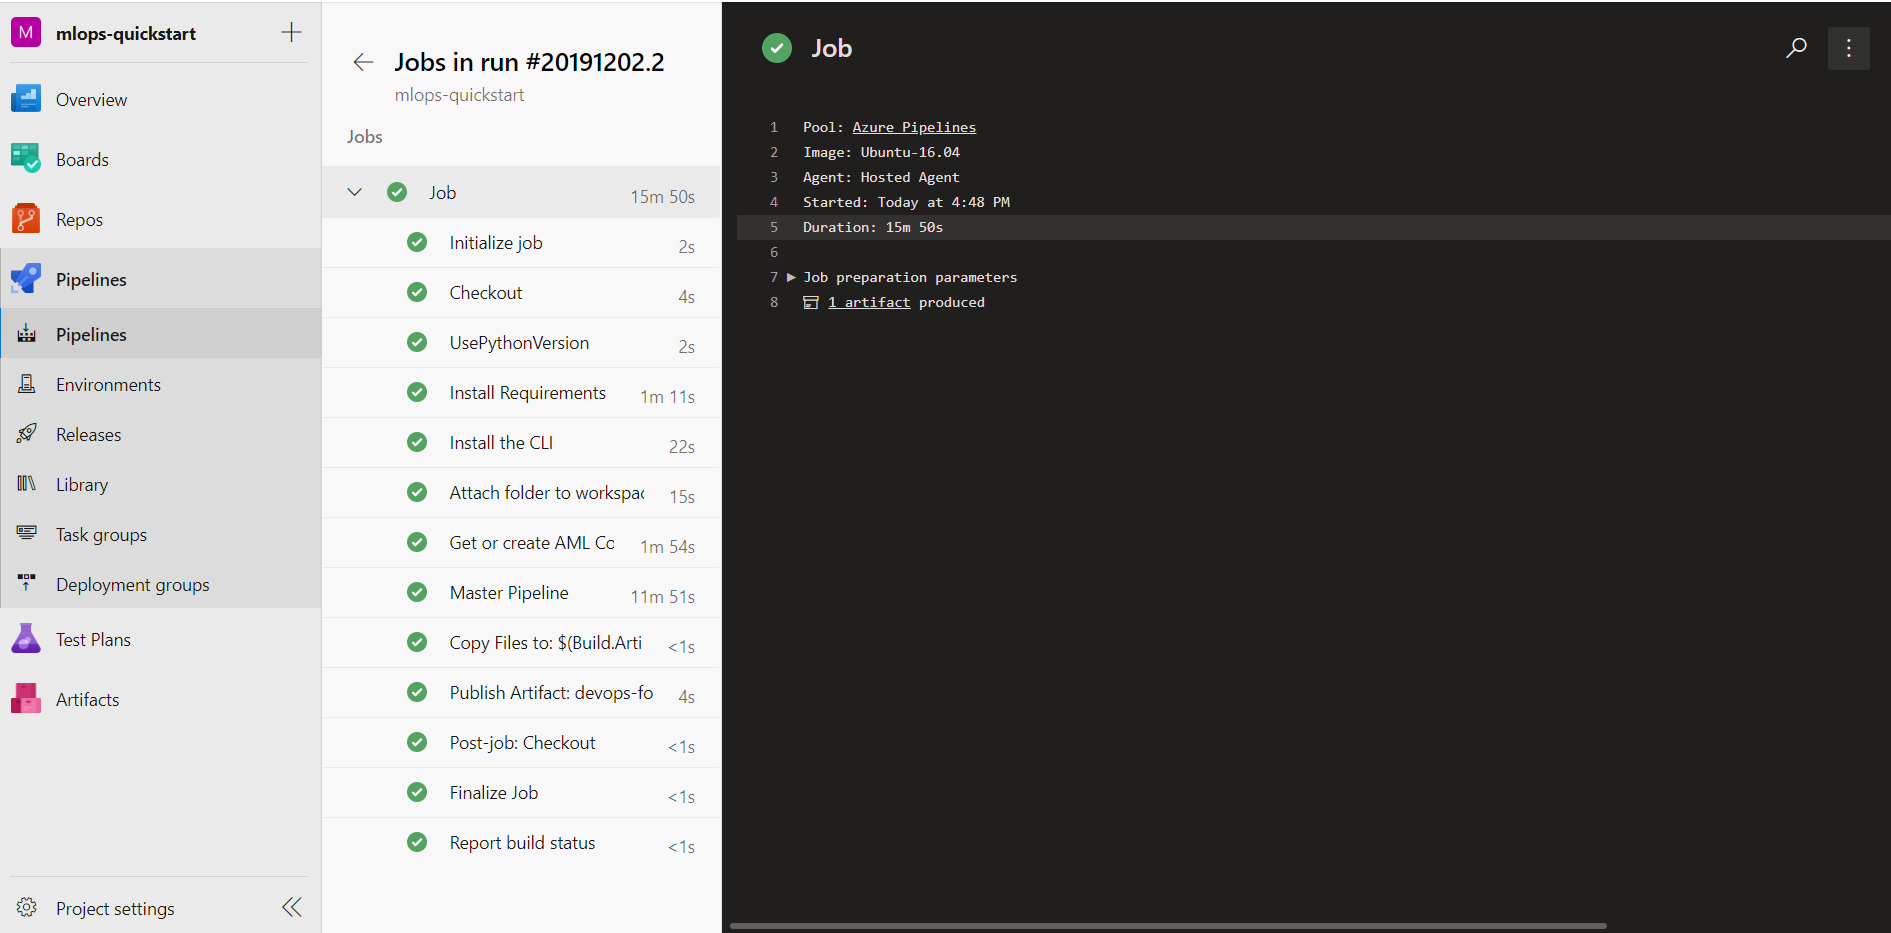 M mlops-quickstart
Overview
Boards
Repos
Pipelines
Pipelines
Environments
Releases
Library
Task groups
Deployment groups
Test Plans
Artifacts
Project settings
Jobs in run #20191202.2
mlops-quickstart
Jobs
Job 15m 50s
Initialize job 2s
Checkout 4s
UsePythonVersion 2s
Install Requirements 1m 11s
Install the CLI 22s
Attach folder to workspac 15s
Get or create AML Co 1m 54s
Master Pipeline 11m 51s
Copy Files to: $(Build.Arti <1s
Publish Artifact: devops-fo 4s
Post-job: Checkout <1s
Finalize Job <1s
Report build status <1s
Job
1 Pool: Azure Pipelines
2 Image: Ubuntu-16.04
3 Agent: Hosted Agent
4 Started: Today at 4:48 PM
5 Duration: 15m 50s
6
7 Job preparation parameters
8 1 artifact produced